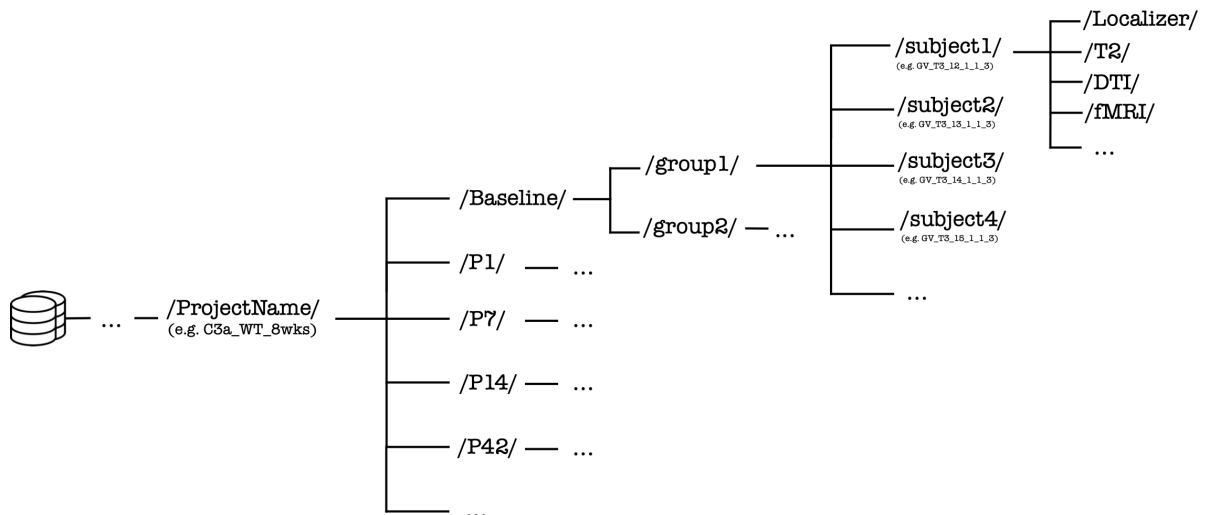 /Localizer/
/subject1/
(e.g. GV_T3_12_1_1_3)
/T2/
/DTI/
/subject2/
(e.g. GV_T3_13_1_1_3)
/fMRI/
...
/group1/
/subject3/
(e.g. GV_T3_14_1_1_3)
/Baseline/
/group2/
...
/subject4/
(e.g. GV_T3_15_1_1_3)
/P1/
...
...
/ProjectName/
(e.g. C3a_WT_8wks)
...
/P7/
...
/P14/
...
/P42/
...
...